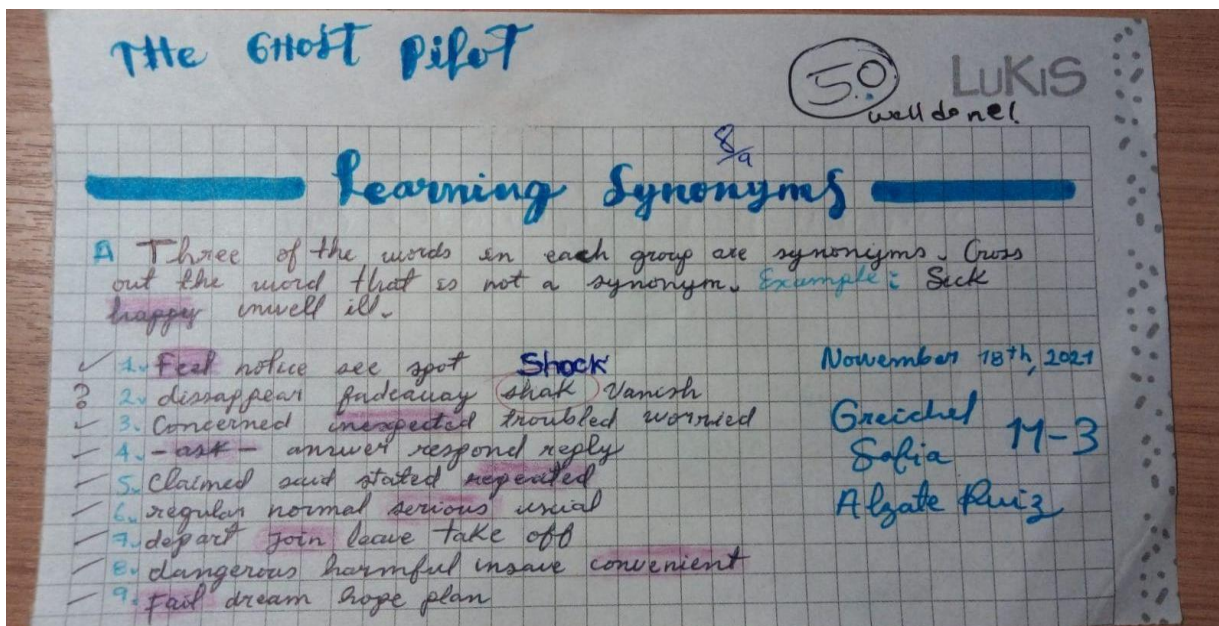 THe GHOST PiloT
5.0
LUKIS
well done!
8/9
Learning Synonyms
A Three of the words in each group are synonyms. Cross
out the word that is not a synonym. Example: Sick
happy unwell ill.
1. Feel notice see spot
Shock
2. dissappear fadeaway shak Vanish
3. Concerned inexpected troubled worried
4. -ask- answer respond reply
5. Claimed said stated repeated
6. regular normal serious usual
7. depart join leave take off
8. dangerous harmful insave convenient
9. Fail dream hope plan
November 18th, 2021
Greichel
Sofia
11-3
Alzate Ruiz